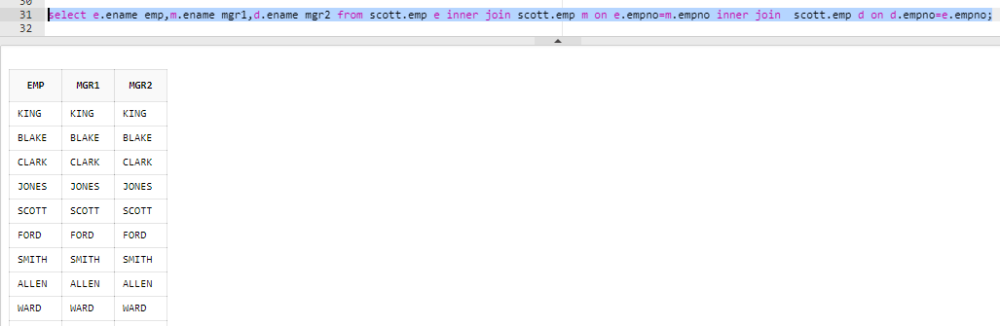 31 select e.ename emp,m.ename mgr1,d.ename mgr2 from scott.emp e inner join scott.emp m on e.empno=m.empno inner join  scott.emp d on d.empno=e.empno;
32
EMP MGR1 MGR2
KING KING KING
BLAKE BLAKE BLAKE
CLARK CLARK CLARK
JONES JONES JONES
SCOTT SCOTT SCOTT
FORD FORD FORD
SMITH SMITH SMITH
ALLEN ALLEN ALLEN
WARD WARD WARD